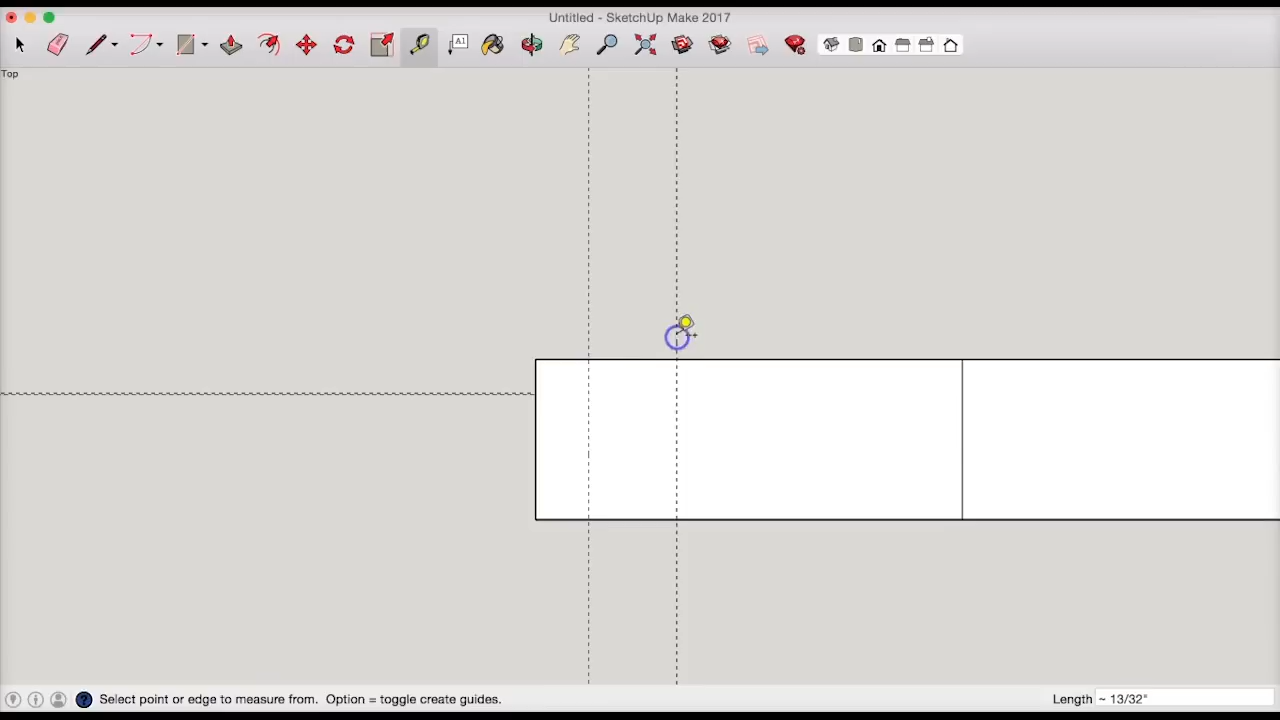 Untitled - SketchUp Make 2017
A1
Top
Select point or edge to measure from. Option = toggle create guides.
Length ~ 13/32"